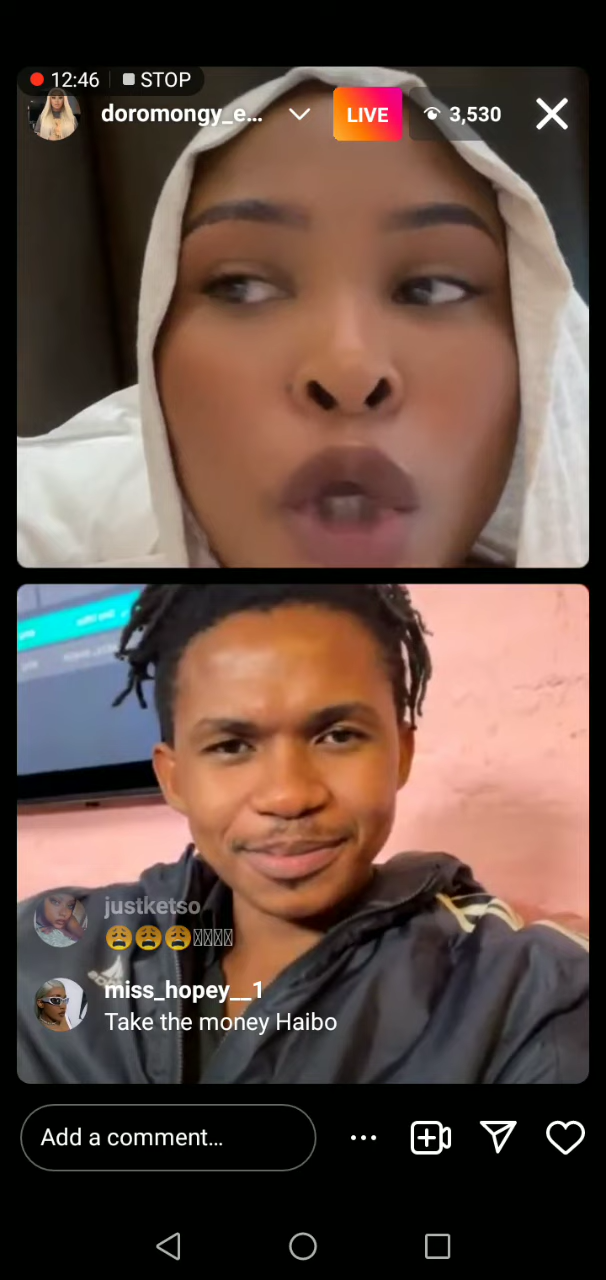 12:46 STOP
doromongy_e... LIVE 3,530
justketso
😩😩😩
miss_hopey__1
Take the money Haibo
Add a comment...